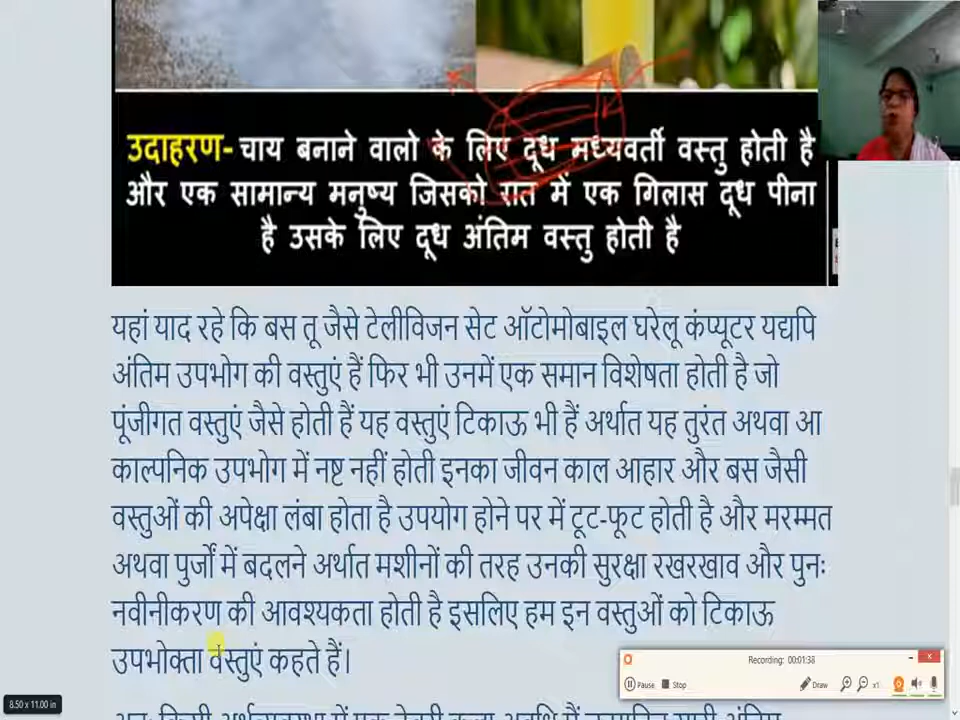 उदाहरण- चाय बनाने वालो के लिए दूध मध्यवर्ती वस्तु होती है
और एक सामान्य मनुष्य जिसको रात में एक गिलास दूध पीना
है उसके लिए दूध अंतिम वस्तु होती है
यहां याद रहे कि बस तू जैसे टेलीविजन सेट ऑटोमोबाइल घरेलू कंप्यूटर यद्यपि
अंतिम उपभोग की वस्तुएं हैं फिर भी उनमें एक समान विशेषता होती है जो
पूंजीगत वस्तुएं जैसे होती हैं यह वस्तुएं टिकाऊ भी हैं अर्थात यह तुरंत अथवा आ
काल्पनिक उपभोग में नष्ट नहीं होती इनका जीवन काल आहार और बस जैसी
वस्तुओं की अपेक्षा लंबा होता है उपयोग होने पर में टूट-फूट होती है और मरम्मत
अथवा पुर्जों में बदलने अर्थात मशीनों की तरह उनकी सुरक्षा रखरखाव और पुनः
नवीनीकरण की आवश्यकता होती है इसलिए हम इन वस्तुओं को टिकाऊ
उपभोक्ता वस्तुएं कहते हैं।
Recording: 00:01:38
Pause Stop Draw x1
8.50 x 11.00 in